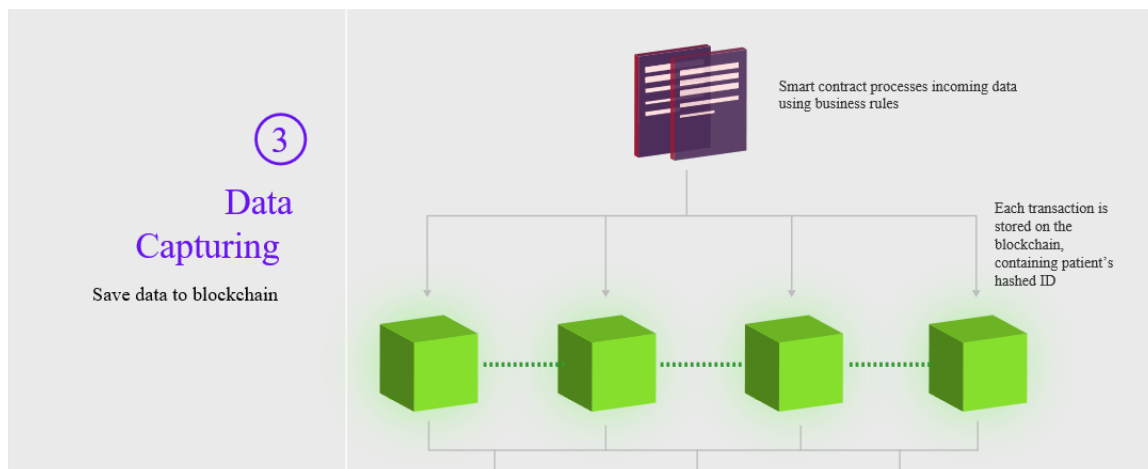 3
Data
Capturing
Save data to blockchain
Smart contract processes incoming data
using business rules
Each transaction is
stored on the
blockchain,
containing patient's
hashed ID